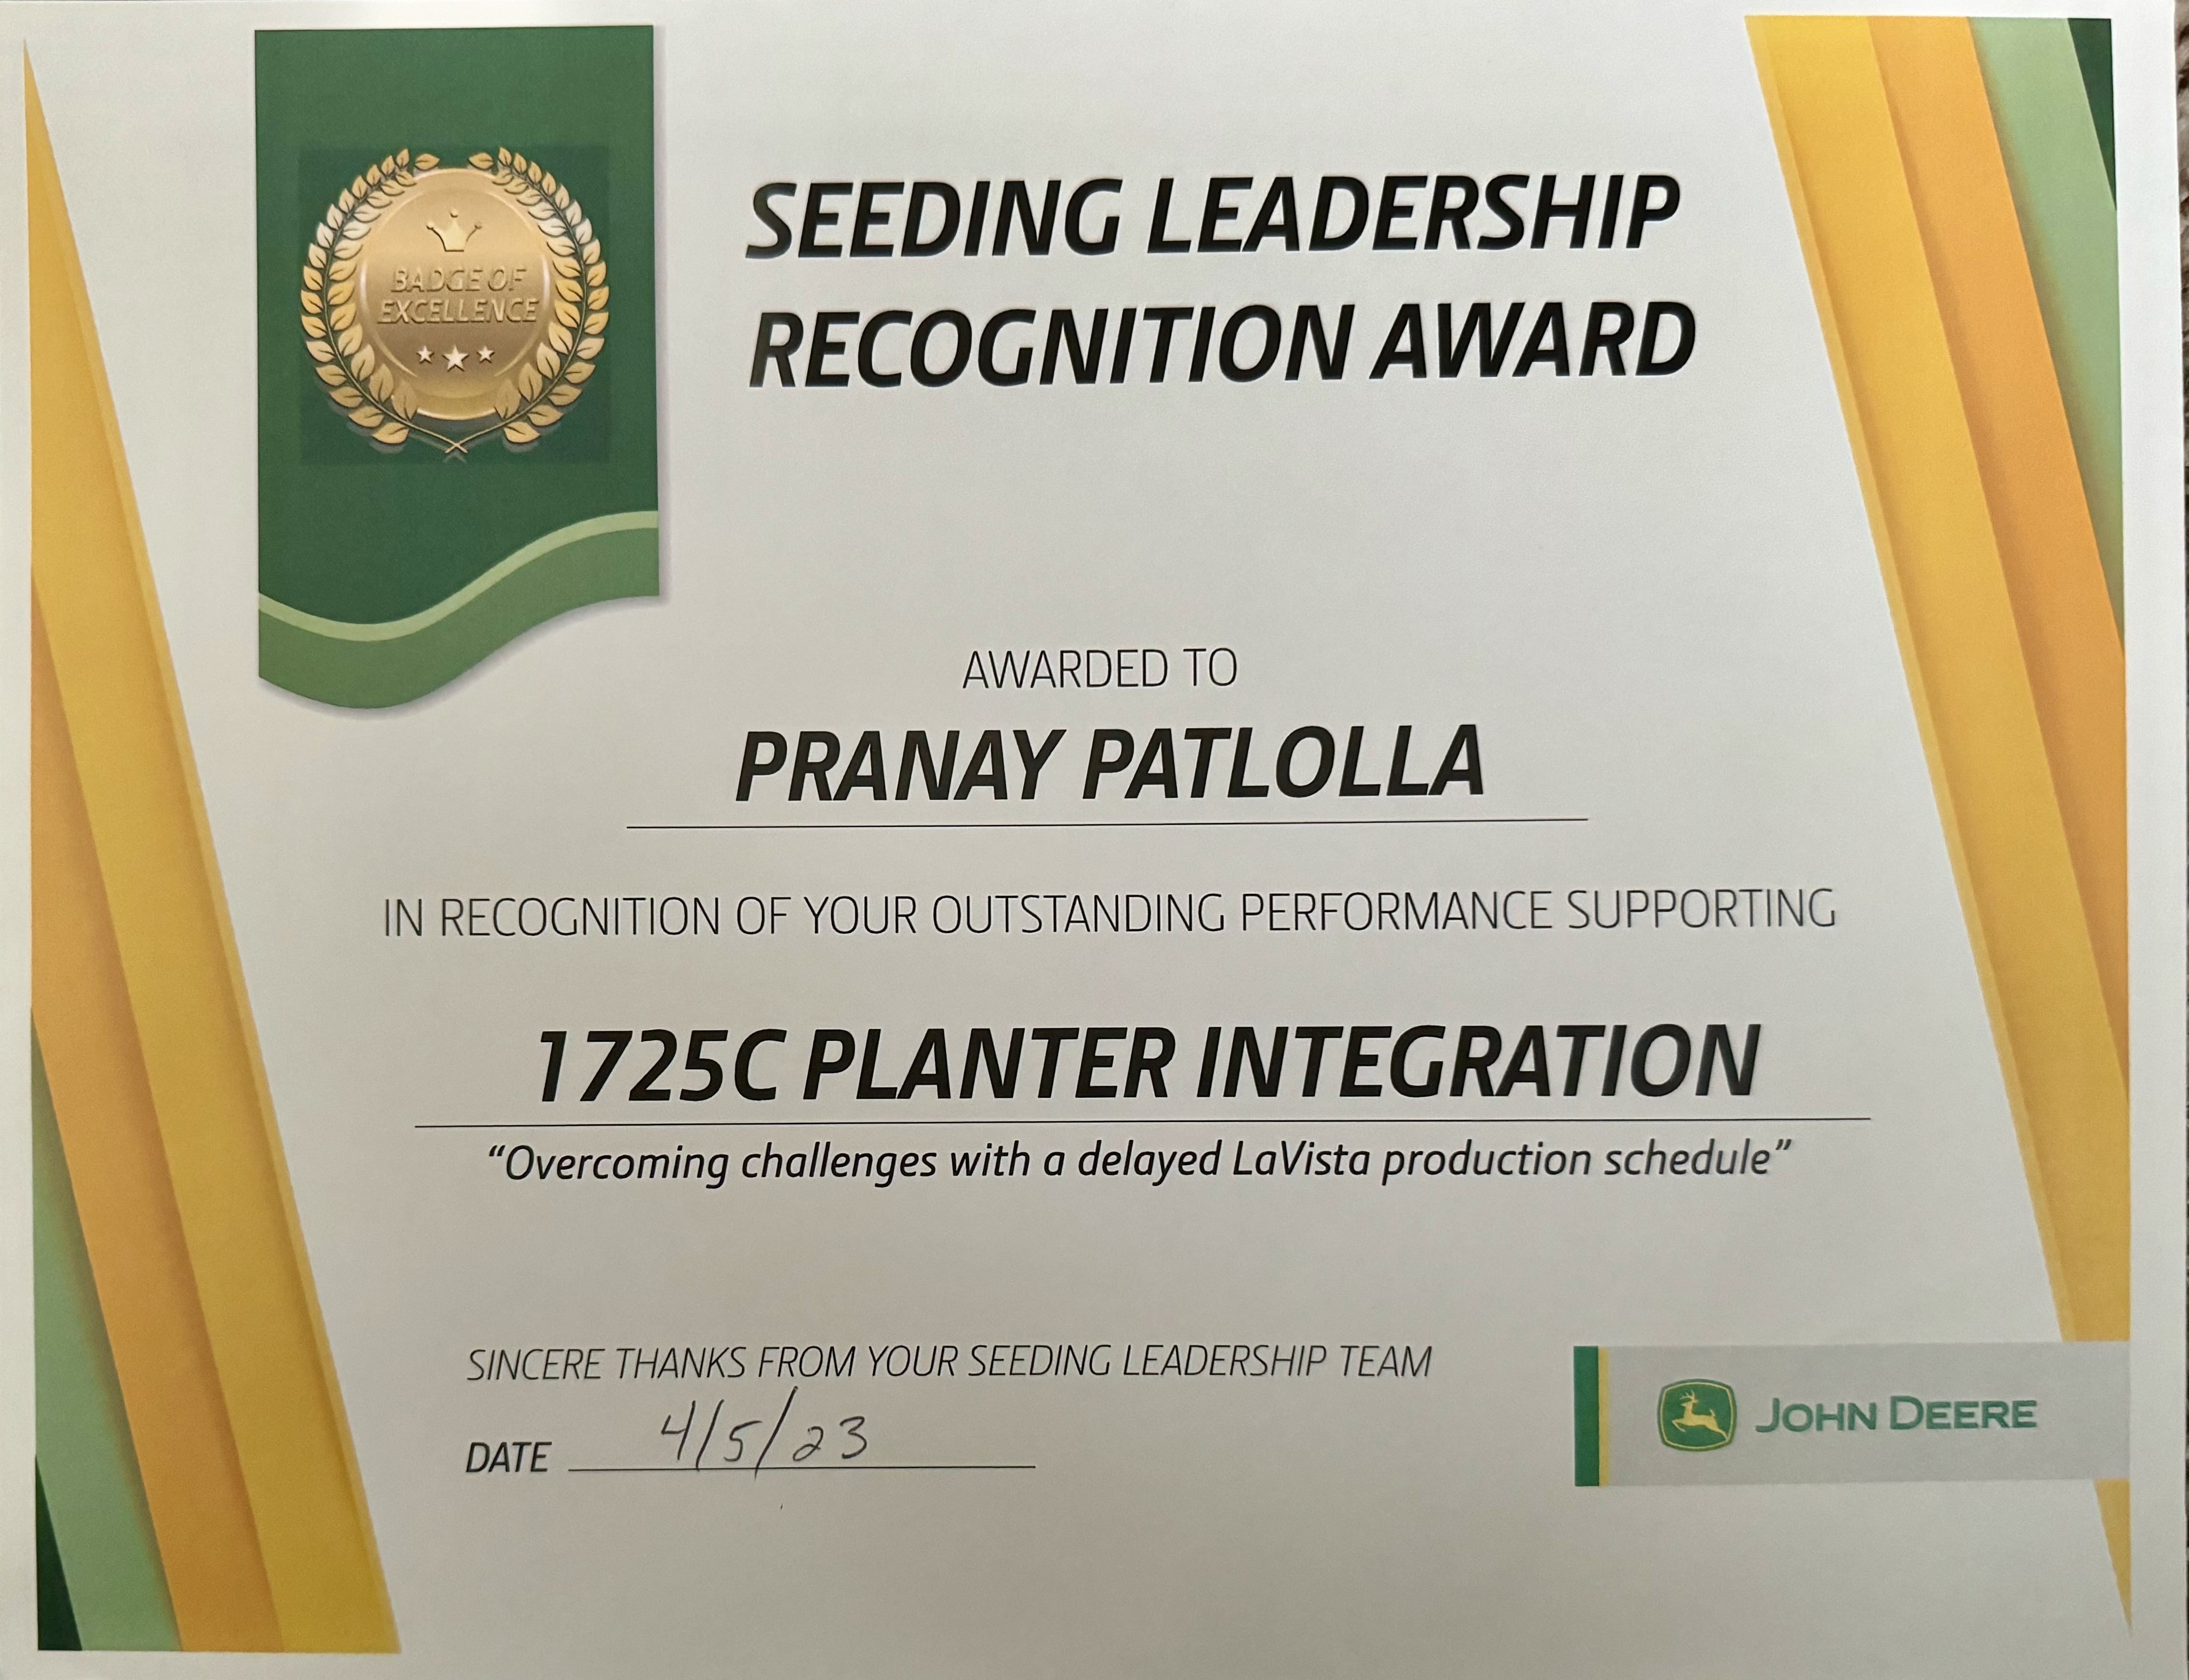 BADGE OF
EXCELLENCE
SEEDING LEADERSHIP
RECOGNITION AWARD
AWARDED TO
PRANAY PATLOLLA
IN RECOGNITION OF YOUR OUTSTANDING PERFORMANCE SUPPORTING
1725C PLANTER INTEGRATION
“Overcoming challenges with a delayed LaVista production schedule”
SINCERE THANKS FROM YOUR SEEDING LEADERSHIP TEAM
DATE 4/5/23
JOHN DEERE